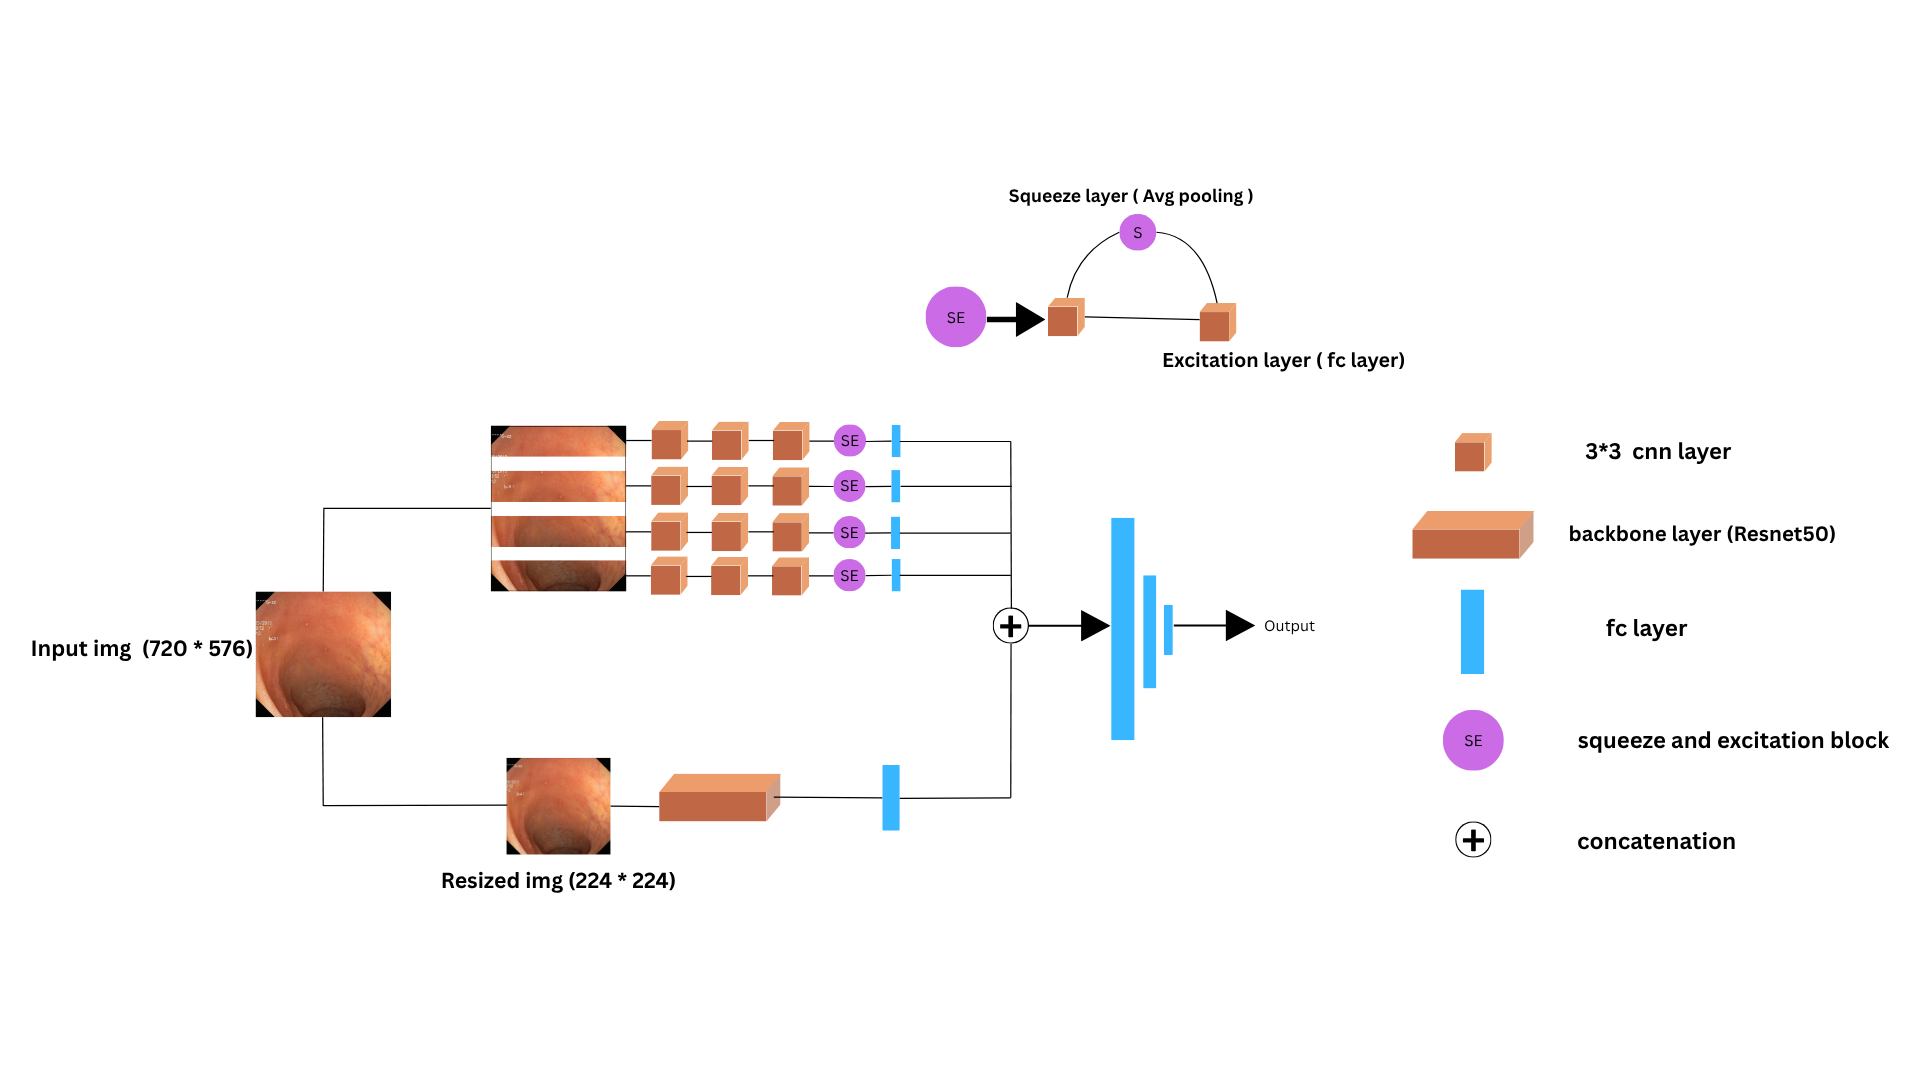 Squeeze layer ( Avg pooling )
S
SE
Excitation layer ( fc layer)
SE
SE
SE
SE
Input img (720 * 576)
Resized img (224 * 224)
Output
3*3 cnn layer
backbone layer (Resnet50)
fc layer
SE
squeeze and excitation block
concatenation